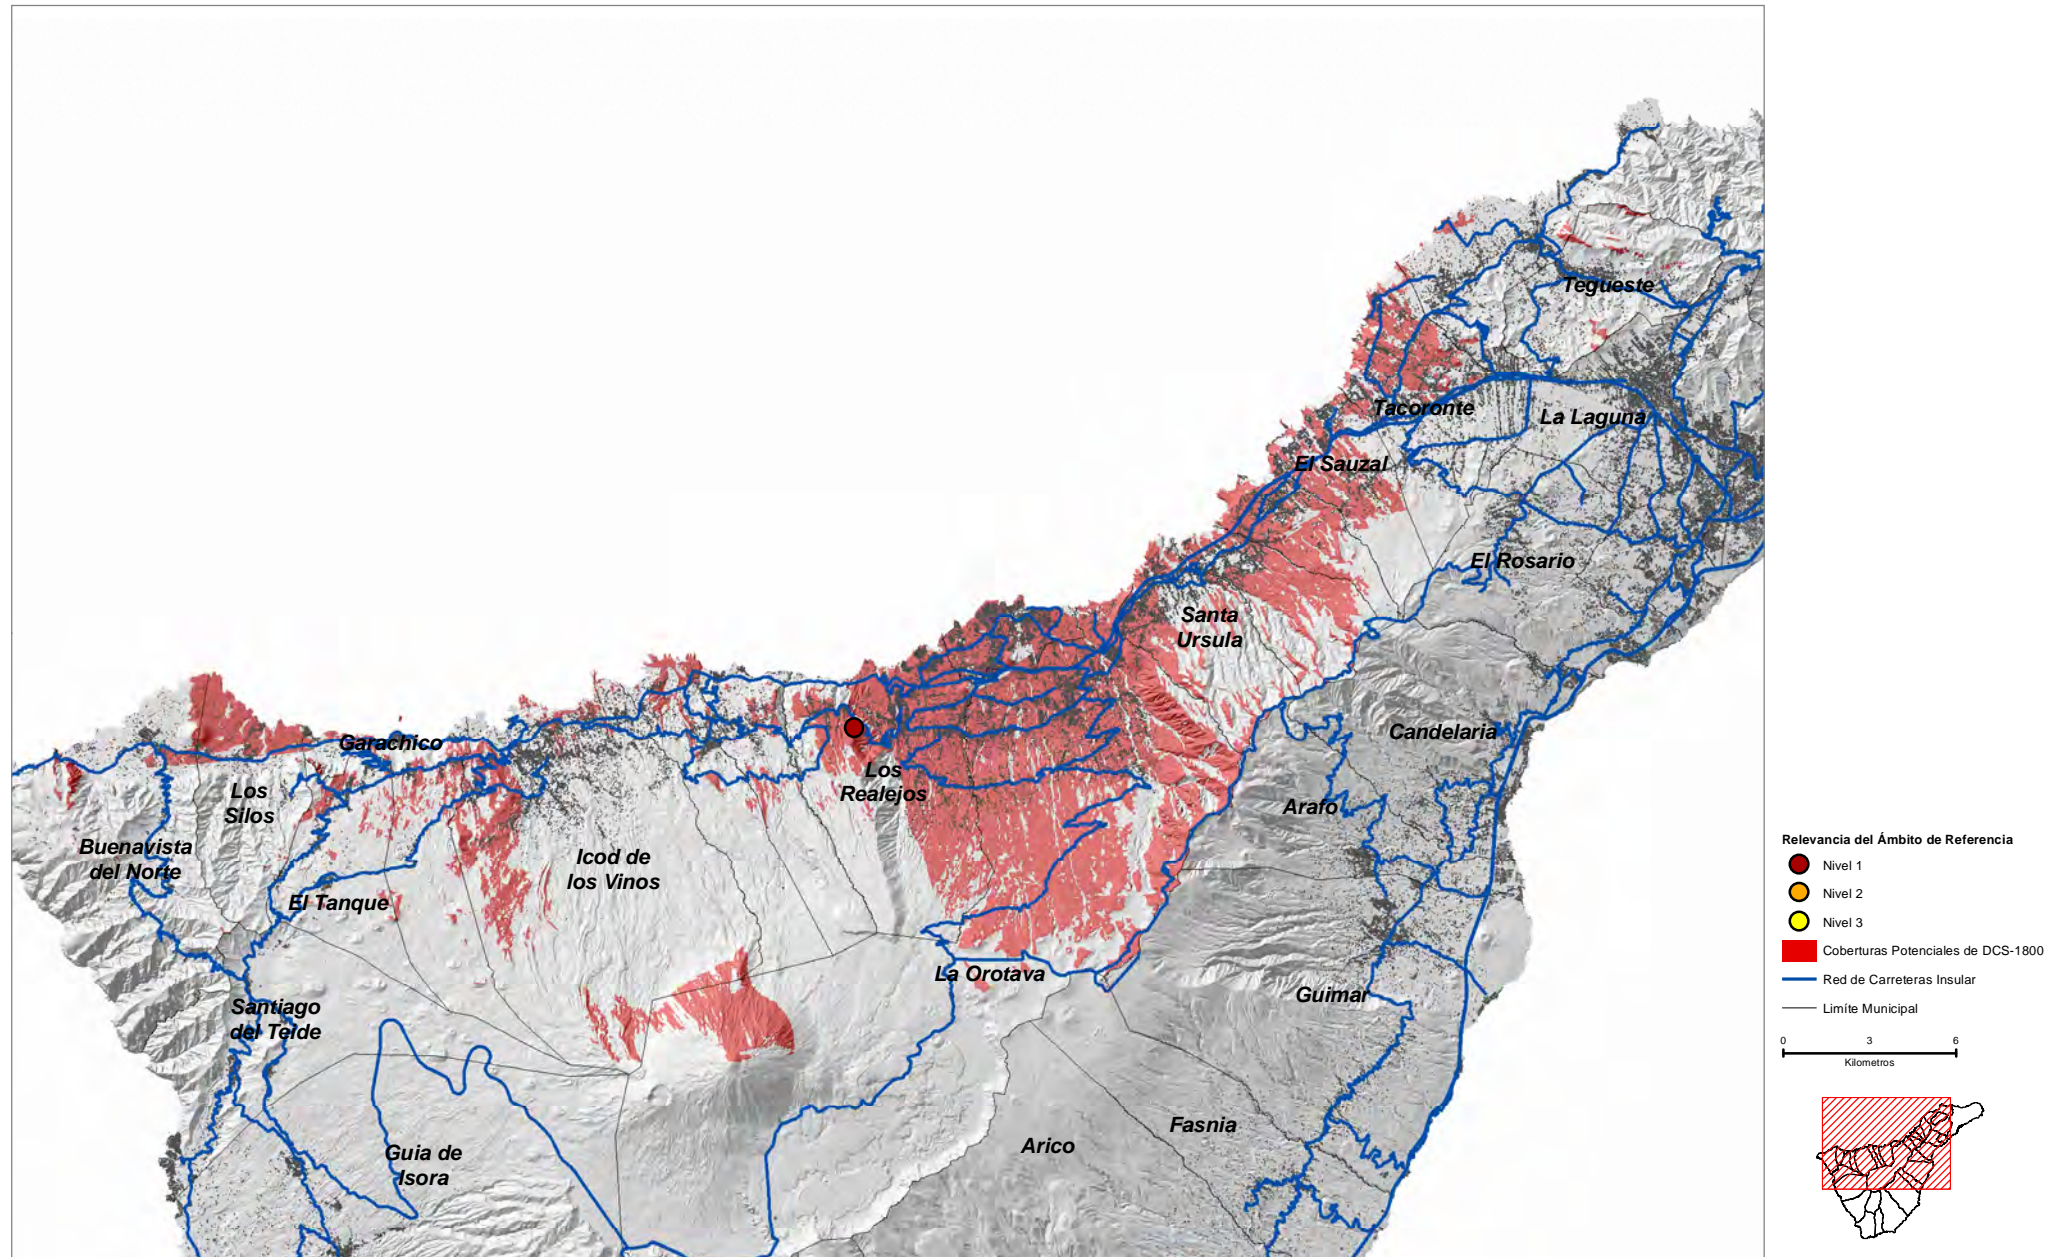 Tegueste
Tacoronte
La Laguna
El Sauzal
El Rosario
Santa
Ursula
Candelaria
Garachico
Los
Realejos
Los
Silos
Arafo
Buenavista
del Norte
Icod de
los Vinos
El Tanque
La Orotava
Guimar
Santiago
del Teide
Fasnia
Arico
Guia de
Isora
Relevancia del Ámbito de Referencia
Nivel 1
Nivel 2
Nivel 3
Coberturas Potenciales de DCS-1800
Red de Carreteras Insular
Limíte Municipal
0 3 6
Kilometros